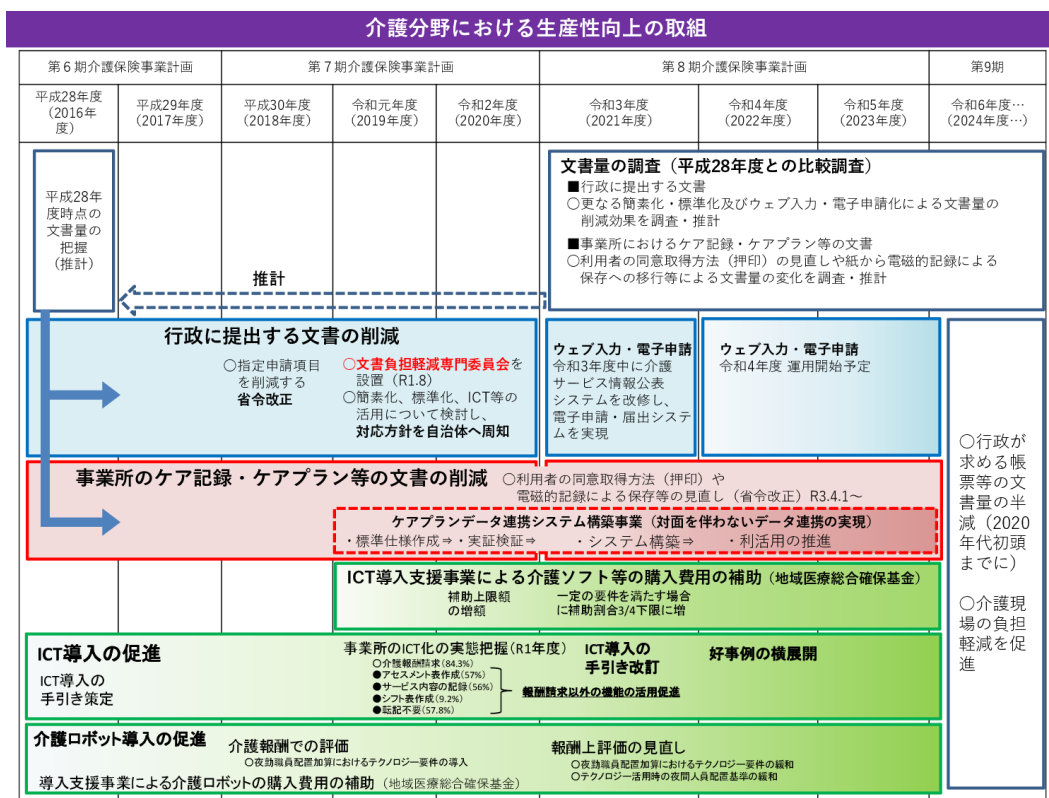 介護分野における生産性向上の取組
第6期介護保険事業計画
第7期介護保険事業計画
第8期介護保険事業計画
第9期
平成28年度
（2016年
度）
平成29年度
（2017年度）
平成30年度
（2018年度）
令和元年度
（2019年度）
令和2年度
（2020年度）
令和3年度
（2021年度）
令和4年度
（2022年度）
令和5年度
（2023年度）
令和6年度…
（2024年度…）
平成28年
度時点の
文書量の
把握
（推計）
文書量の調査（平成28年度との比較調査）
■行政に提出する文書
○更なる簡素化・標準化及びウェブ入力・電子申請化による文書量の
削減効果を調査・推計
■事業所におけるケア記録・ケアプラン等の文書
○利用者の同意取得方法（押印）の見直しや紙から電磁的記録による
保存への移行等による文書量の変化を調査・推計
推計
行政に提出する文書の削減
○指定申請項目
を削減する
省令改正
○文書負担軽減専門委員会を
設置（R1.8）
○簡素化、標準化、ICT等の
活用について検討し、
対応方針を自治体へ周知
ウェブ入力・電子申請
令和3年度中に介護
サービス情報公表
システムを改修し、
電子申請・届出システ
ムを実現
ウェブ入力・電子申請
令和4年度 運用開始予定
事業所のケア記録・ケアプラン等の文書の削減
○利用者の同意取得方法（押印）や
電磁的記録による保存等の見直し（省令改正）R3.4.1～
ケアプランデータ連携システム構築事業（対面を伴わないデータ連携の実現）
・標準仕様作成⇒ ・実証検証⇒ ・システム構築⇒ ・利活用の推進
ICT導入支援事業による介護ソフト等の購入費用の補助（地域医療総合確保基金）
補助上限額
の増額
一定の要件を満たす場合
に補助割合3/4下限に増
ICT導入の促進
ICT導入の
手引き策定
事業所のICT化の実態把握(R1年度)
○介護報酬請求(84.3%)
●アセスメント表作成(57%)
●サービス内容の記録(56%)
●シフト表作成(9.2%)
●転記不要(57.8%)
報酬請求以外の機能の活用促進
ICT導入の
手引き改訂
好事例の横展開
介護ロボット導入の促進
介護報酬での評価
○夜勤職員配置加算におけるテクノロジー要件の導入
報酬上評価の見直し
○夜勤職員配置加算におけるテクノロジー要件の緩和
○テクノロジー活用時の夜間人員配置基準の緩和
導入支援事業による介護ロボットの購入費用の補助（地域医療総合確保基金）
○行政が
求める帳
票等の文
書量の半
減（2020
年代初頭
までに）
○介護現
場の負担
軽減を促
進